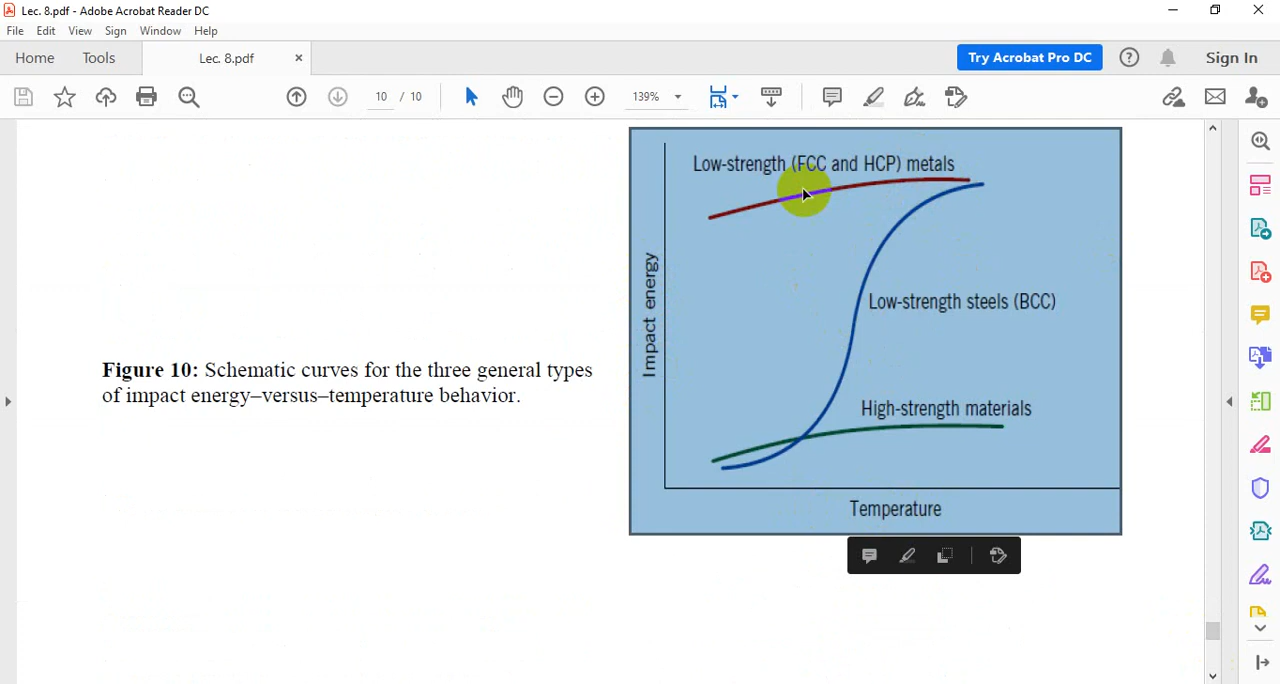 Lec. 8.pdf - Adobe Acrobat Reader DC
File Edit View Sign Window Help
Home Tools Lec. 8.pdf × Try Acrobat Pro DC Sign In
10 / 10 139%
Low-strength (FCC and HCP) metals
Impact energy
Low-strength steels (BCC)
Figure 10: Schematic curves for the three general types
of impact energy–versus–temperature behavior.
High-strength materials
Temperature